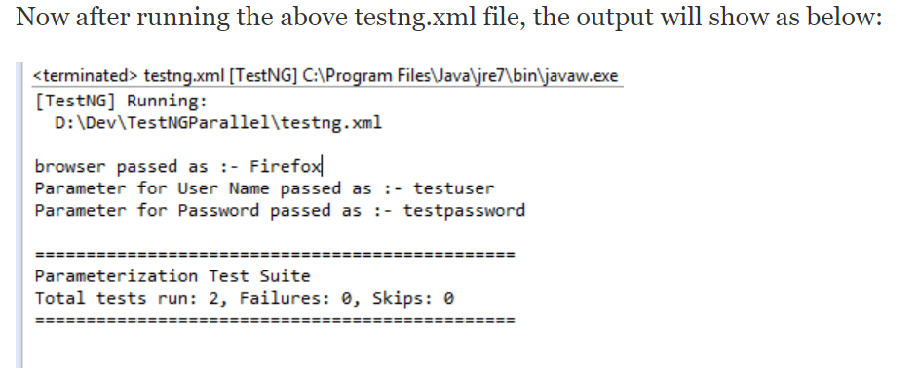 Now after running the above testng.xml file, the output will show as below:
<terminated> testng.xml [TestNG] C:\Program Files\Java\jre7\bin\javaw.exe
[TestNG] Running:
D:\Dev\TestNGParallel\testng.xml
browser passed as :- Firefox
Parameter for User Name passed as :- testuser
Parameter for Password passed as :- testpassword
===============================================
Parameterization Test Suite
Total tests run: 2, Failures: 0, Skips: 0
===============================================